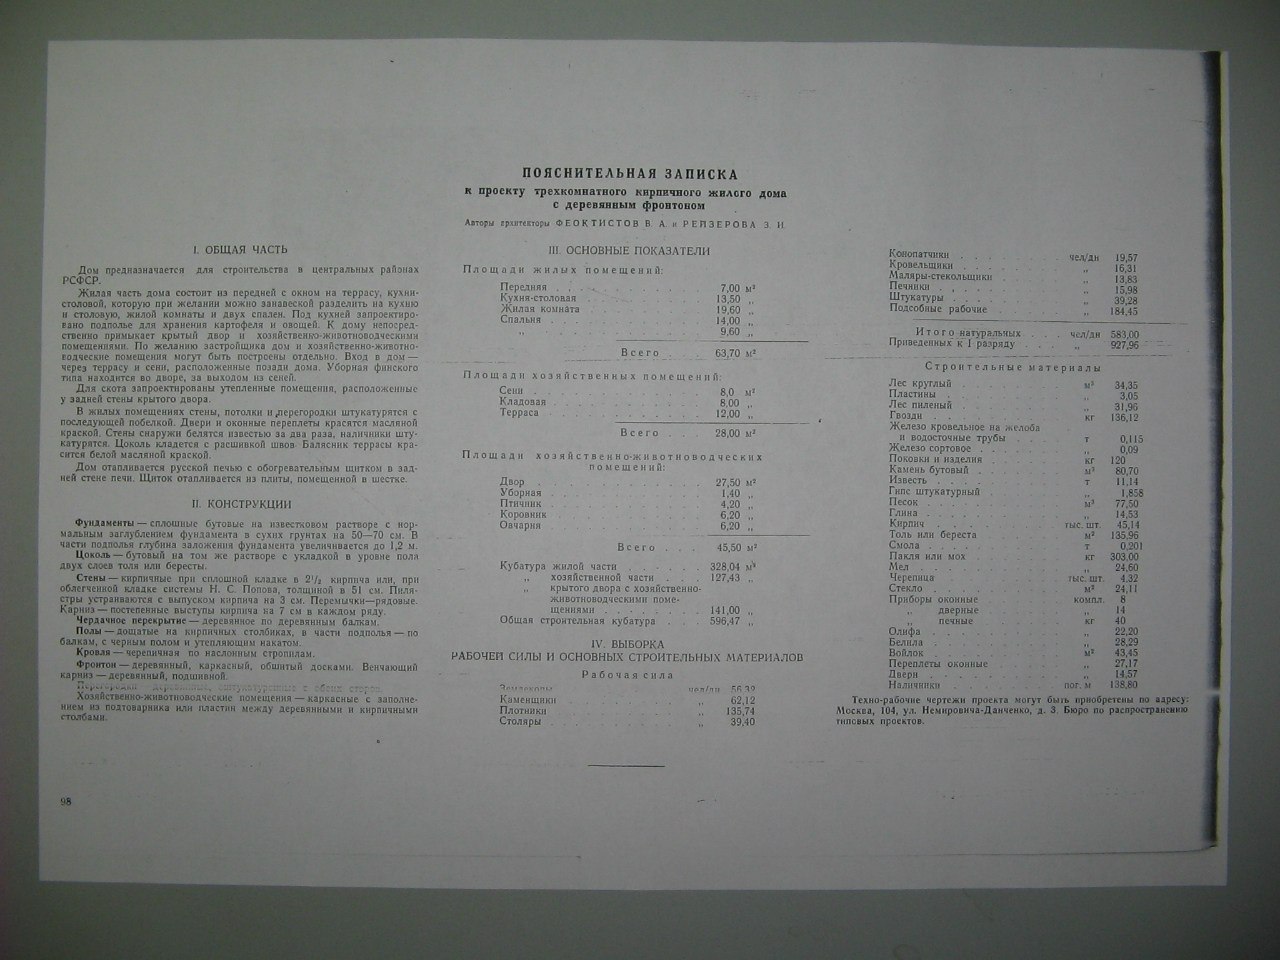 ПОЯСНИТЕЛЬНАЯ ЗАПИСКА
к проекту трехкомнатного кирпичного жилого дома
с деревянным фронтоном
Авторы архитекторы ФЕОКТИСТОВ В. А. и РЕЙЗЕРОВА З. И.
I. ОБЩАЯ ЧАСТЬ
Дом предназначается для строительства в центральных районах
РСФСР.
Жилая часть дома состоит из передней с окном на террасу, кухни-
столовой, которую при желании можно занавеской разделить на кухню
и столовую, жилой комнаты и двух спален. Под кухней запроектиро-
вано подполье для хранения картофеля и овощей. К дому непосред-
ственно примыкает крытый двор и хозяйственно-животноводческими
помещениями. По желанию застройщика дом и хозяйственно-животно-
водческие помещения могут быть построены отдельно. Вход в дом —
через террасу и сени, расположенные позади дома. Уборная финского
типа находится во дворе, за выходом из сеней.
Для скота запроектированы утепленные помещения, расположенные
у задней стены крытого двора.
В жилых помещениях стены, потолки и перегородки штукатурятся с
последующей побелкой. Двери и оконные переплеты красятся масляной
краской. Стены снаружи белятся известью за два раза, наличники шту-
катурятся. Цоколь кладется с расшивкой швов Балясник террасы кра-
сится белой масляной краской.
Дом отапливается русской печью с обогревательным щитком в зад-
ней стене печи. Щиток отапливается из плиты, помещенной в шестке.
II. КОНСТРУКЦИИ
Фундаменты — сплошные бутовые на известковом растворе с нор-
мальным заглублением фундамента в сухих грунтах на 50—70 см. В
части подполья глубина заложения фундамента увеличивается до 1,2 м.
Цоколь — бутовый на том же растворе с укладкой в уровне пола
двух слоев толя или бересты.
Стены — кирпичные при сплошной кладке в 2½ кирпича или, при
облегченной кладке системы Н. С. Попова, толщиной в 51 см. Пиля-
стры устраиваются с выпуском кирпича на 3 см. Перемычки—рядовые.
Карниз — постепенные выступы кирпича на 7 см в каждом ряду.
Чердачное перекрытие — деревянное по деревянным балкам.
Полы — дощатые на кирпичных столбиках, в части подполья — по
балкам, с черным полом и утепляющим накатом.
Кровля — черепичная по наслонным стропилам.
Фронтон — деревянный, каркасный, обшитый досками. Венчающий
карниз — деревянный, подшивной.
Перегородки — деревянные, оштукатуренные с обеих сторон.
Хозяйственно-животноводческие помещения — каркасные с заполне-
нием из подтоварника или пластин между деревянными и кирпичными
столбами.
98
III. ОСНОВНЫЕ ПОКАЗАТЕЛИ
Площади жилых помещений:
Передняя . . . 7,00 м²
Кухня-столовая . . . 13,50 „
Жилая комната . . . 19,60 „
Спальня . . . 14,00 „
„ . . . 9,60 „
Всего . . 63,70 м²
Площади хозяйственных помещений:
Сени . . . 8,0 м²
Кладовая . . . 8,00 „
Терраса . . . 12,00 „
Всего . . 28,00 м²
Площади хозяйственно-животноводческих
помещений:
Двор . . . 27,50 м²
Уборная . . . 1,40 „
Птичник . . . 4,20 „
Коровник . . . 6,20 „
Овчарня . . . 6,20 „
Всего . . . 45,50 м²
Кубатура жилой части . . . 328,04 м³
„ хозяйственной части . . . 127,43 „
„ крытого двора с хозяйственно-
животноводческими поме-
щениями . . . 141,00 „
Общая строительная кубатура . . . 596,47 „
IV. ВЫБОРКА
РАБОЧЕЙ СИЛЫ И ОСНОВНЫХ СТРОИТЕЛЬНЫХ МАТЕРИАЛОВ
Рабочая сила
Землекопы чел/дн 56,39
Каменщики . . . „ 62,12
Плотники . . . „ 135,74
Столяры . . . „ 39,40
Конопатчики . . . чел/дн 19,57
Кровельщики . . . „ 16,31
Маляры-стекольщики . . . „ 13,83
Печники . . . „ 15,98
Штукатуры . . . „ 39,28
Подсобные рабочие . . . „ 184,45
Итого натуральных . . . чел/дн 583,00
Приведенных к I разряду . . . „ 927,96
Строительные материалы
Лес круглый . . . м³ 34,35
Пластины . . . „ 3,05
Лес пиленый . . . „ 31,96
Гвозди . . . кг 136,12
Железо кровельное на желоба
и водосточные трубы . . . т 0,115
Железо сортовое . . . „ 0,09
Поковки и изделия . . . кг 120
Камень бутовый . . . м³ 80,70
Известь . . . т 11,14
Гипс штукатурный . . . „ 1,858
Песок . . . м³ 77,50
Глина . . . „ 14,53
Кирпич . . . тыс. шт. 45,14
Толь или береста . . . м² 135,96
Смола . . . т 0,201
Пакля или мох . . . кг 303,00
Мел . . . „ 24,60
Черепица тыс. шт. 4,32
Стекло . . . м² 24,11
Приборы оконные компл. 8
„ дверные „ 14
„ печные кг 40
Олифа . . . „ 22,20
Белила . . . „ 28,29
Войлок . . . м² 43,45
Переплеты оконные . . . „ 27,17
Двери . . . „ 14,57
Наличники . . . пог. м 138,80
Техно-рабочие чертежи проекта могут быть приобретены по адресу:
Москва, 104, ул. Немировича-Данченко, д. 3. Бюро по распространению
типовых проектов.